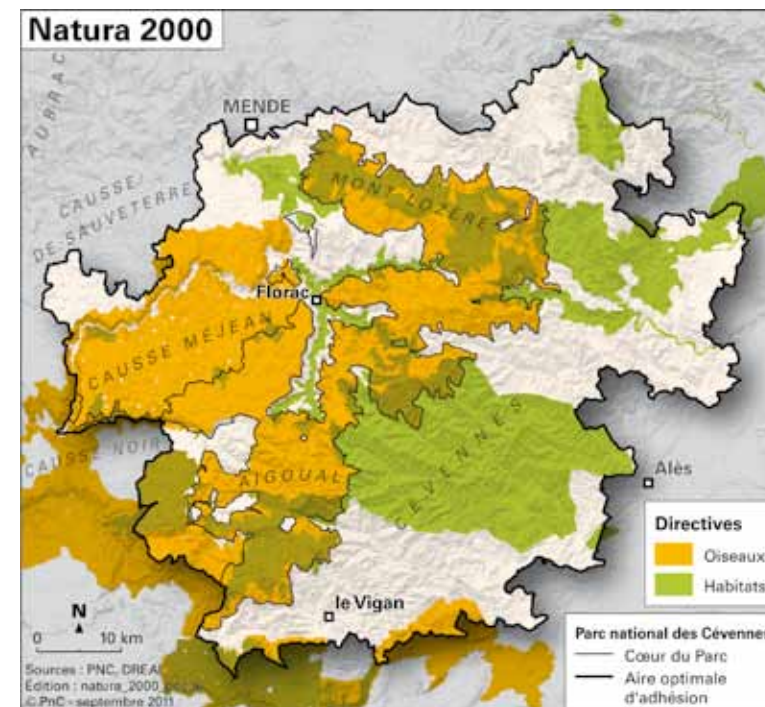 Natura 2000
MENDE
AUBRAC
CAUSSE
DE SAUVETERRE
MONT LOZÈRE
Florac
CAUSSE MÉJEAN
CÉVENNES
CAUSSE NOIR
AIGOUAL
Alès
le Vigan
Directives
Oiseaux
Habitats
N
0 10 km
Parc national des Cévennes
Cœur du Parc
Aire optimale
d'adhésion
Sources : PNC, DREAL
Édition : natura_2000
© PnC - septembre 2011